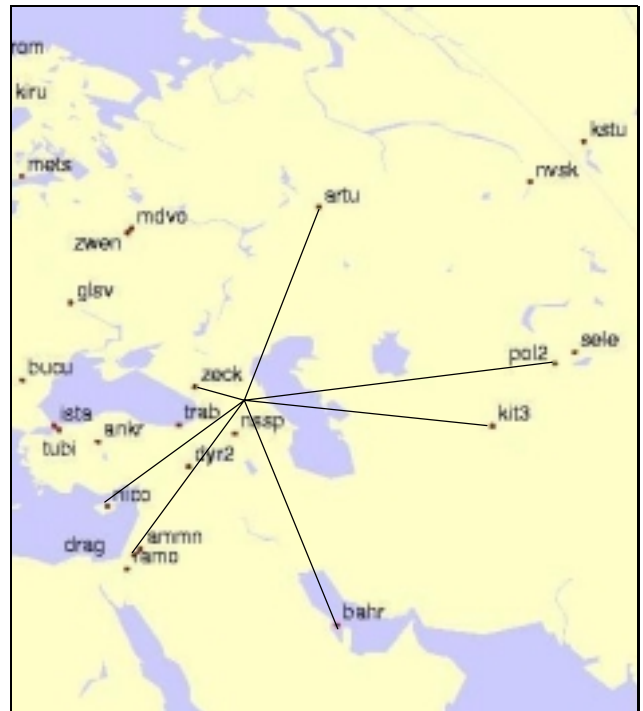 rom
kiru
kstu
mets
nvsk
artu
mdvo
zwen
glsv
sele
pol2
bucu
zeck
ista
trab
kit3
ankr
nssp
tubi
dyr2
nico
ammn
drag
ramo
bahr